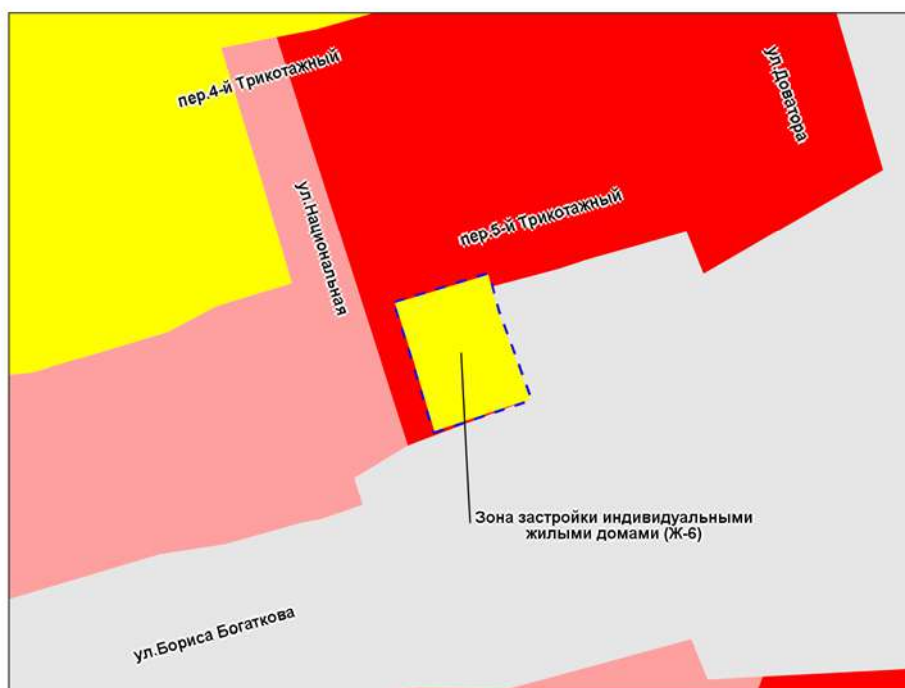 пер.4-й Трикотажный
ул.Доватора
ул.Национальная
пер.5-й Трикотажный
Зона застройки индивидуальными
жилыми домами (Ж-6)
ул.Бориса Богаткова